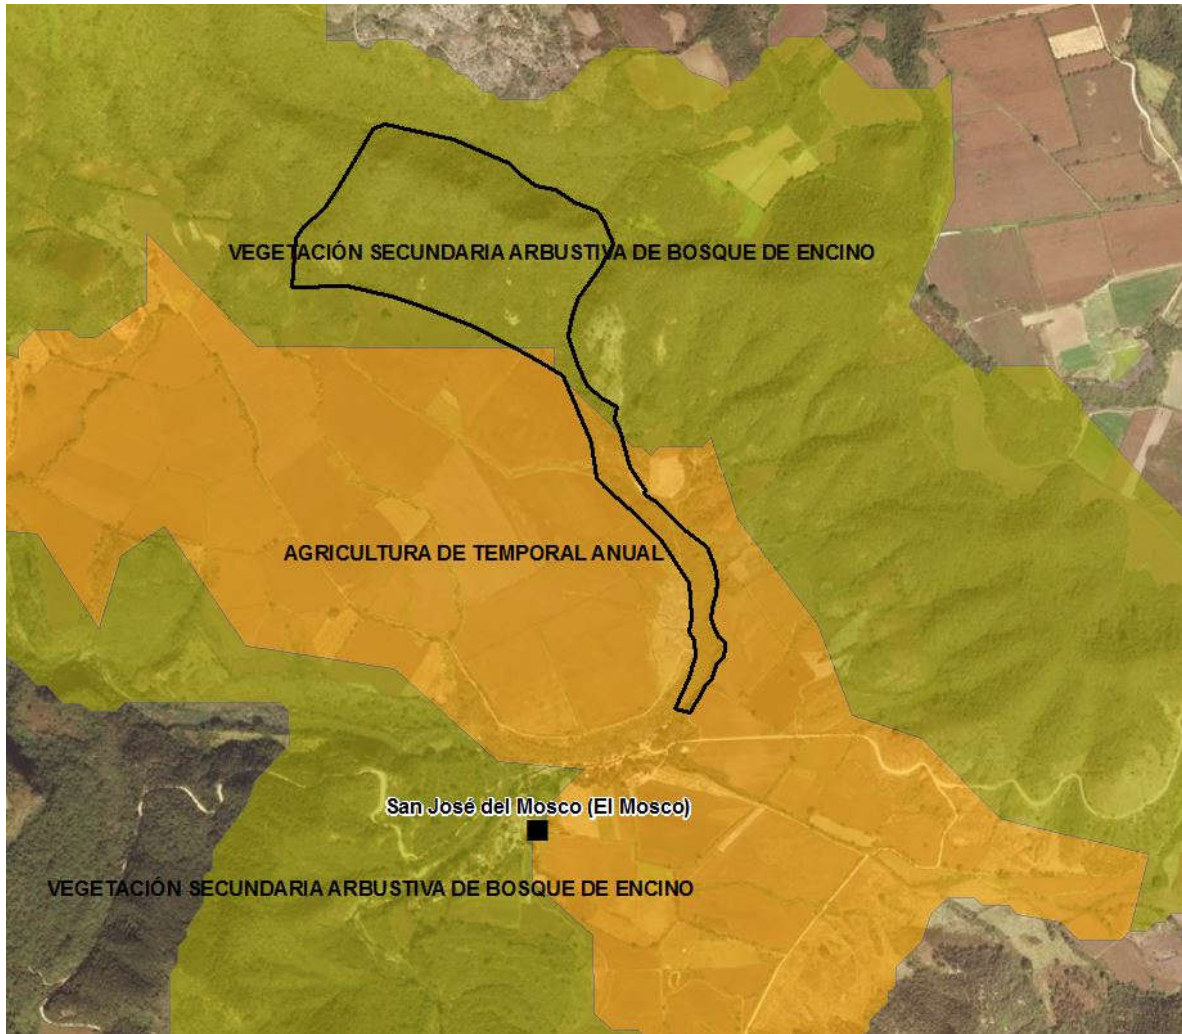 VEGETACIÓN SECUNDARIA ARBUSTIVA DE BOSQUE DE ENCINO
AGRICULTURA DE TEMPORAL ANUAL
San José del Mosco (El Mosco)
VEGETACIÓN SECUNDARIA ARBUSTIVA DE BOSQUE DE ENCINO